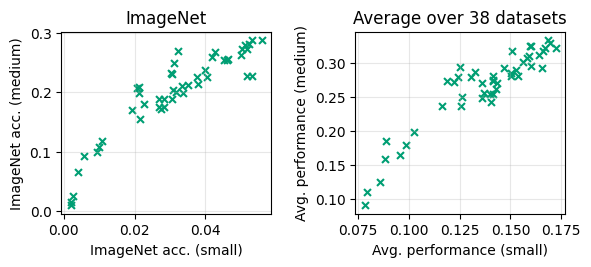 ImageNet
ImageNet acc. (medium)
0.3
0.2
0.1
0.0
0.00
0.02
0.04
ImageNet acc. (small)
Average over 38 datasets
Avg. performance (medium)
0.30
0.25
0.20
0.15
0.10
0.075
0.100
0.125
0.150
0.175
Avg. performance (small)